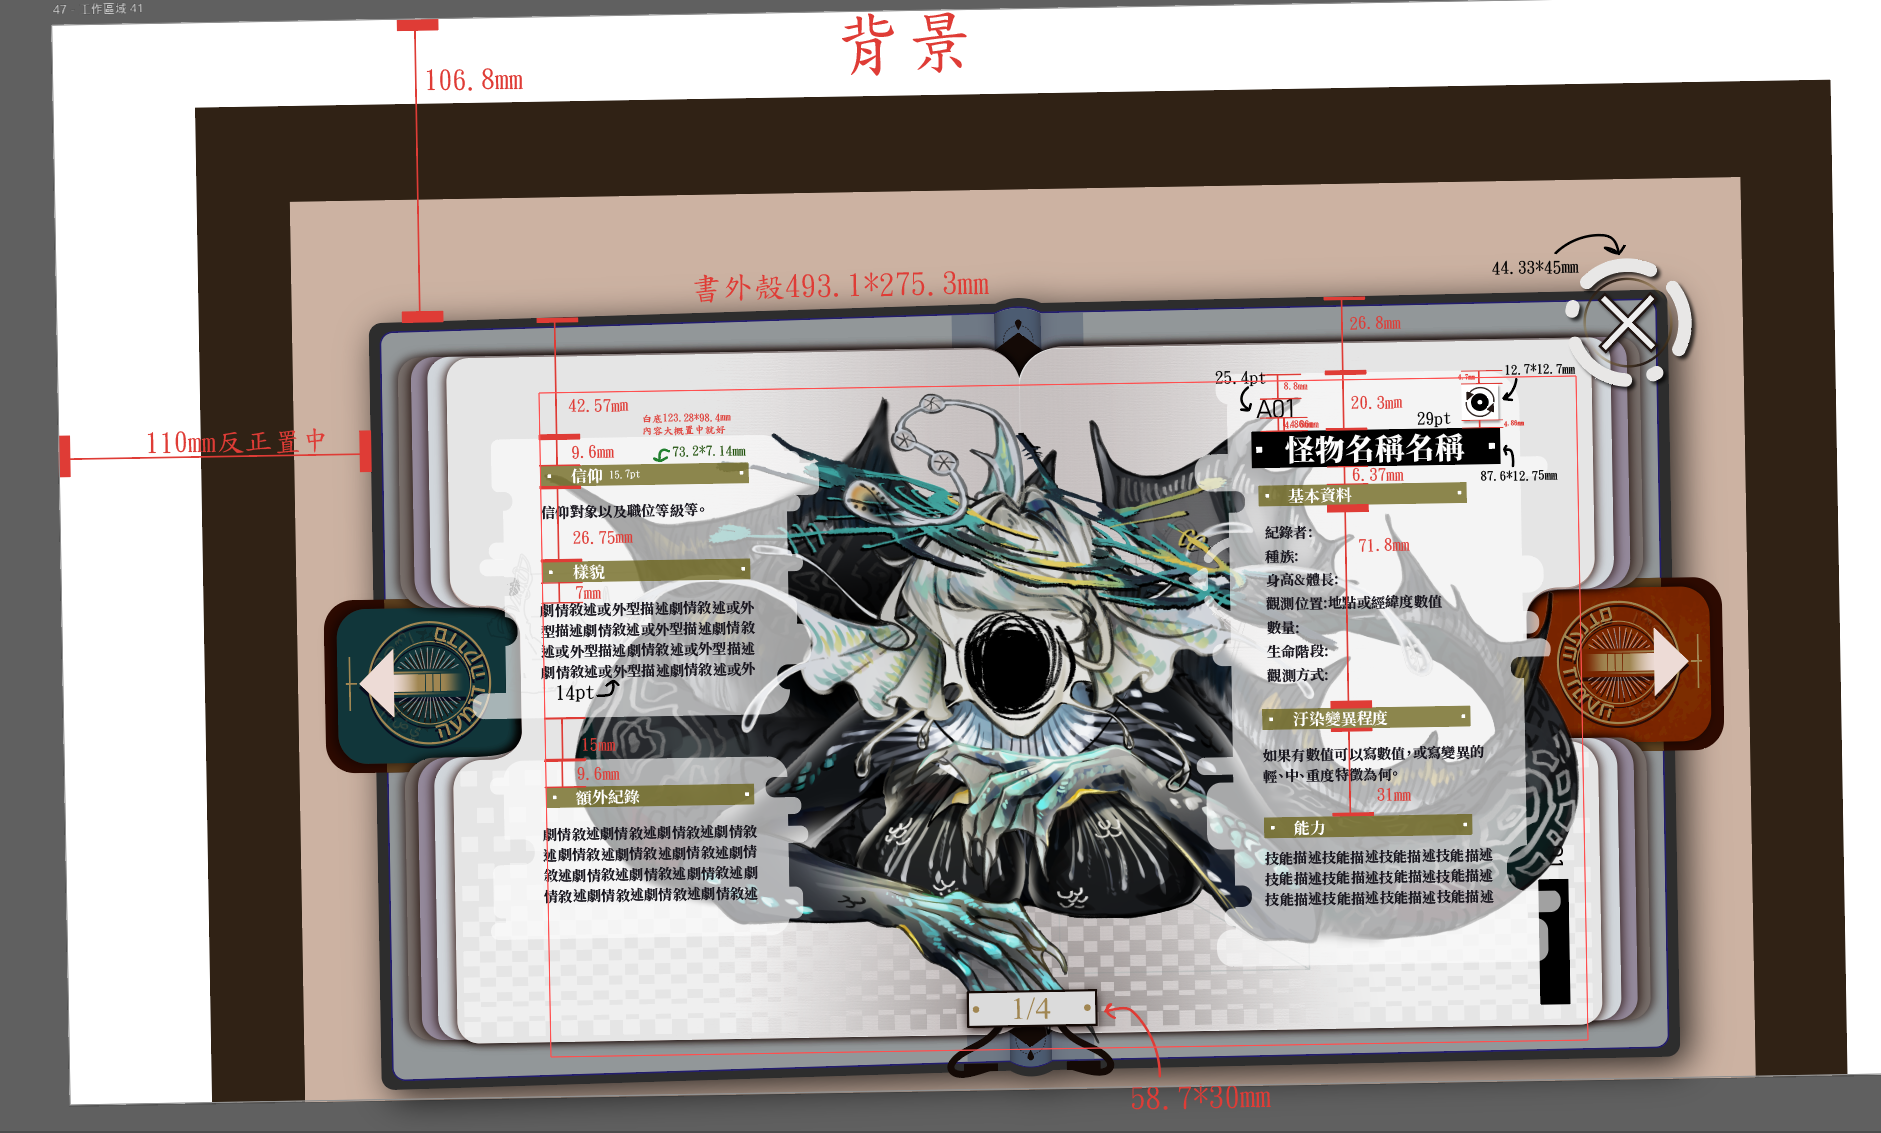 47 - 工作區域 41
背景
106.8mm
110mm反正置中
書外殼493.1*275.3mm
44.33*45mm
42.57mm
白底123.28*98.4mm
內容大概置中就好
9.6mm
73.2*7.14mm
信仰 15.7pt
信仰對象以及職位等級等。
26.75mm
樣貌
7mm
劇情敘述或外型描述劇情敘述或外
型描述劇情敘述或外型描述劇情敘
述或外型描述劇情敘述或外型描述
劇情敘述或外型描述劇情敘述或外
14pt
15mm
9.6mm
額外紀錄
劇情敘述劇情敘述劇情敘述劇情敘
述劇情敘述劇情敘述劇情敘述劇情
敘述劇情敘述劇情敘述劇情敘述劇
情敘述劇情敘述劇情敘述劇情敘述
26.8mm
25.4pt
8.8mm
A01
20.3mm
4.7mm
12.7*12.7mm
29pt
4.86mm
怪物名稱名稱
6.37mm
87.6*12.75mm
基本資料
紀錄者:
種族:
71.8mm
身高&體長:
觀測位置:地點或經緯度數值
數量:
生命階段:
觀測方式:
汙染變異程度
如果有數值可以寫數值,或寫變異的
輕、中、重度特徵為何。
31mm
能力
技能描述技能描述技能描述技能描述
技能描述技能描述技能描述技能描述
技能描述技能描述技能描述技能描述
1/4
58.7*30mm